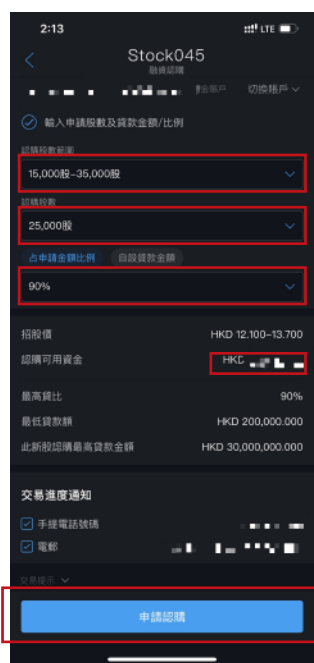 2:13 LTE
Stock045
融資認購
切換賬戶
輸入申請股數及貸款金額/比例
認購股數範圍
15,000股–35,000股
認購股數
25,000股
占申請金額比例 自設貸款金額
90%
招股價 HKD 12.100–13.700
認購可用資金 HKD
最高貸比 90%
最低貸款額 HKD 200,000.000
此新股認購最高貸款金額 HKD 30,000,000.000
交易進度通知
手提電話號碼
電郵
交易提示
申請認購